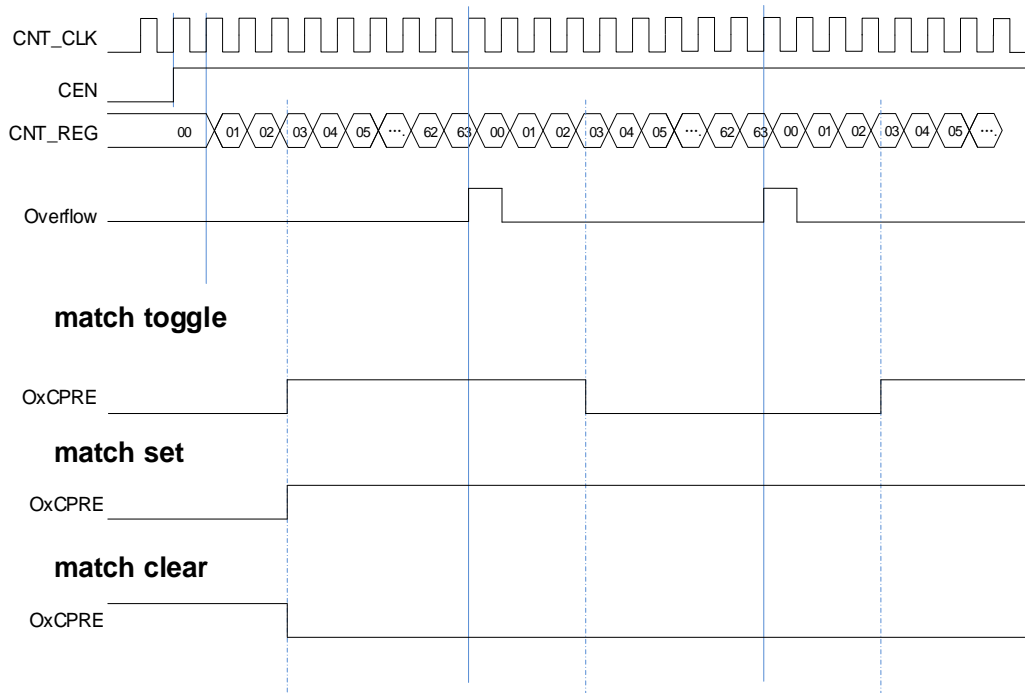 CNT_CLK
CEN
CNT_REG 00 01 02 03 04 05 …. 62 63 00 01 02 03 04 05 …. 62 63 00 01 02 03 04 05 ….
Overflow
match toggle
OxCPRE
match set
OxCPRE
match clear
OxCPRE